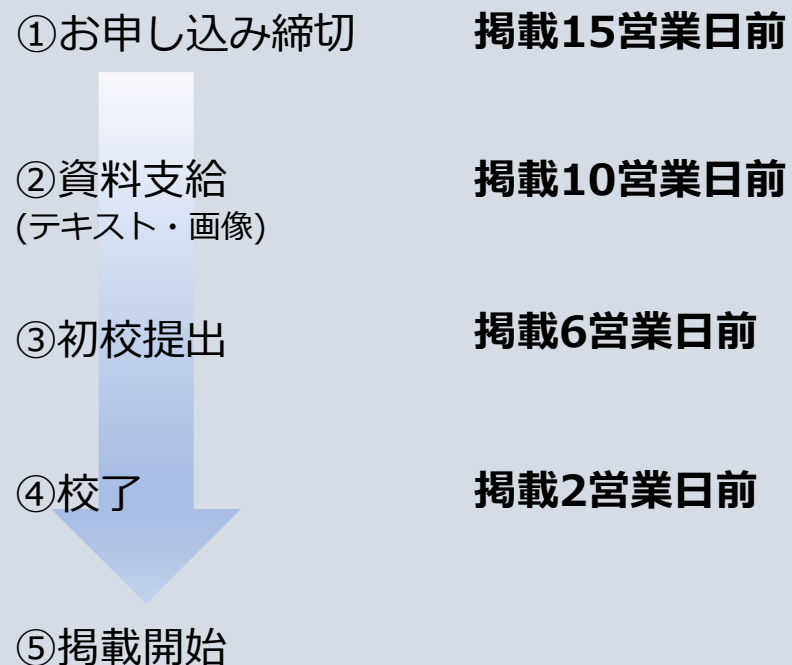 ①お申し込み締切 掲載15営業日前
②資料支給 掲載10営業日前
(テキスト・画像)
③初校提出 掲載6営業日前
④校了 掲載2営業日前
⑤掲載開始